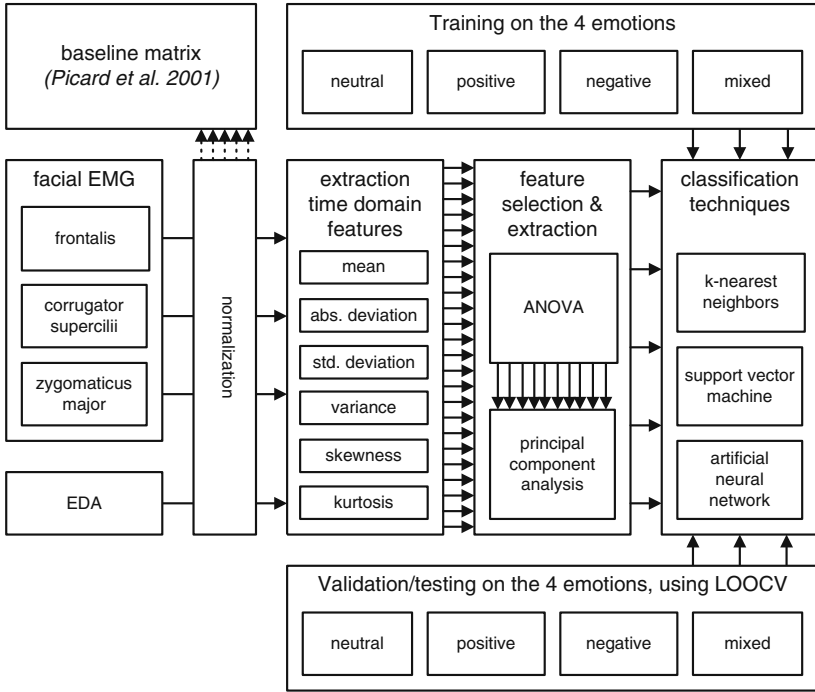 baseline matrix
(Picard et al. 2001)
Training on the 4 emotions
neutral
positive
negative
mixed
facial EMG
frontalis
corrugator
supercilii
zygomaticus
major
EDA
normalization
extraction
time domain
features
mean
abs. deviation
std. deviation
variance
skewness
kurtosis
feature
selection &
extraction
ANOVA
principal
component
analysis
classification
techniques
k-nearest
neighbors
support vector
machine
artificial
neural
network
Validation/testing on the 4 emotions, using LOOCV
neutral
positive
negative
mixed